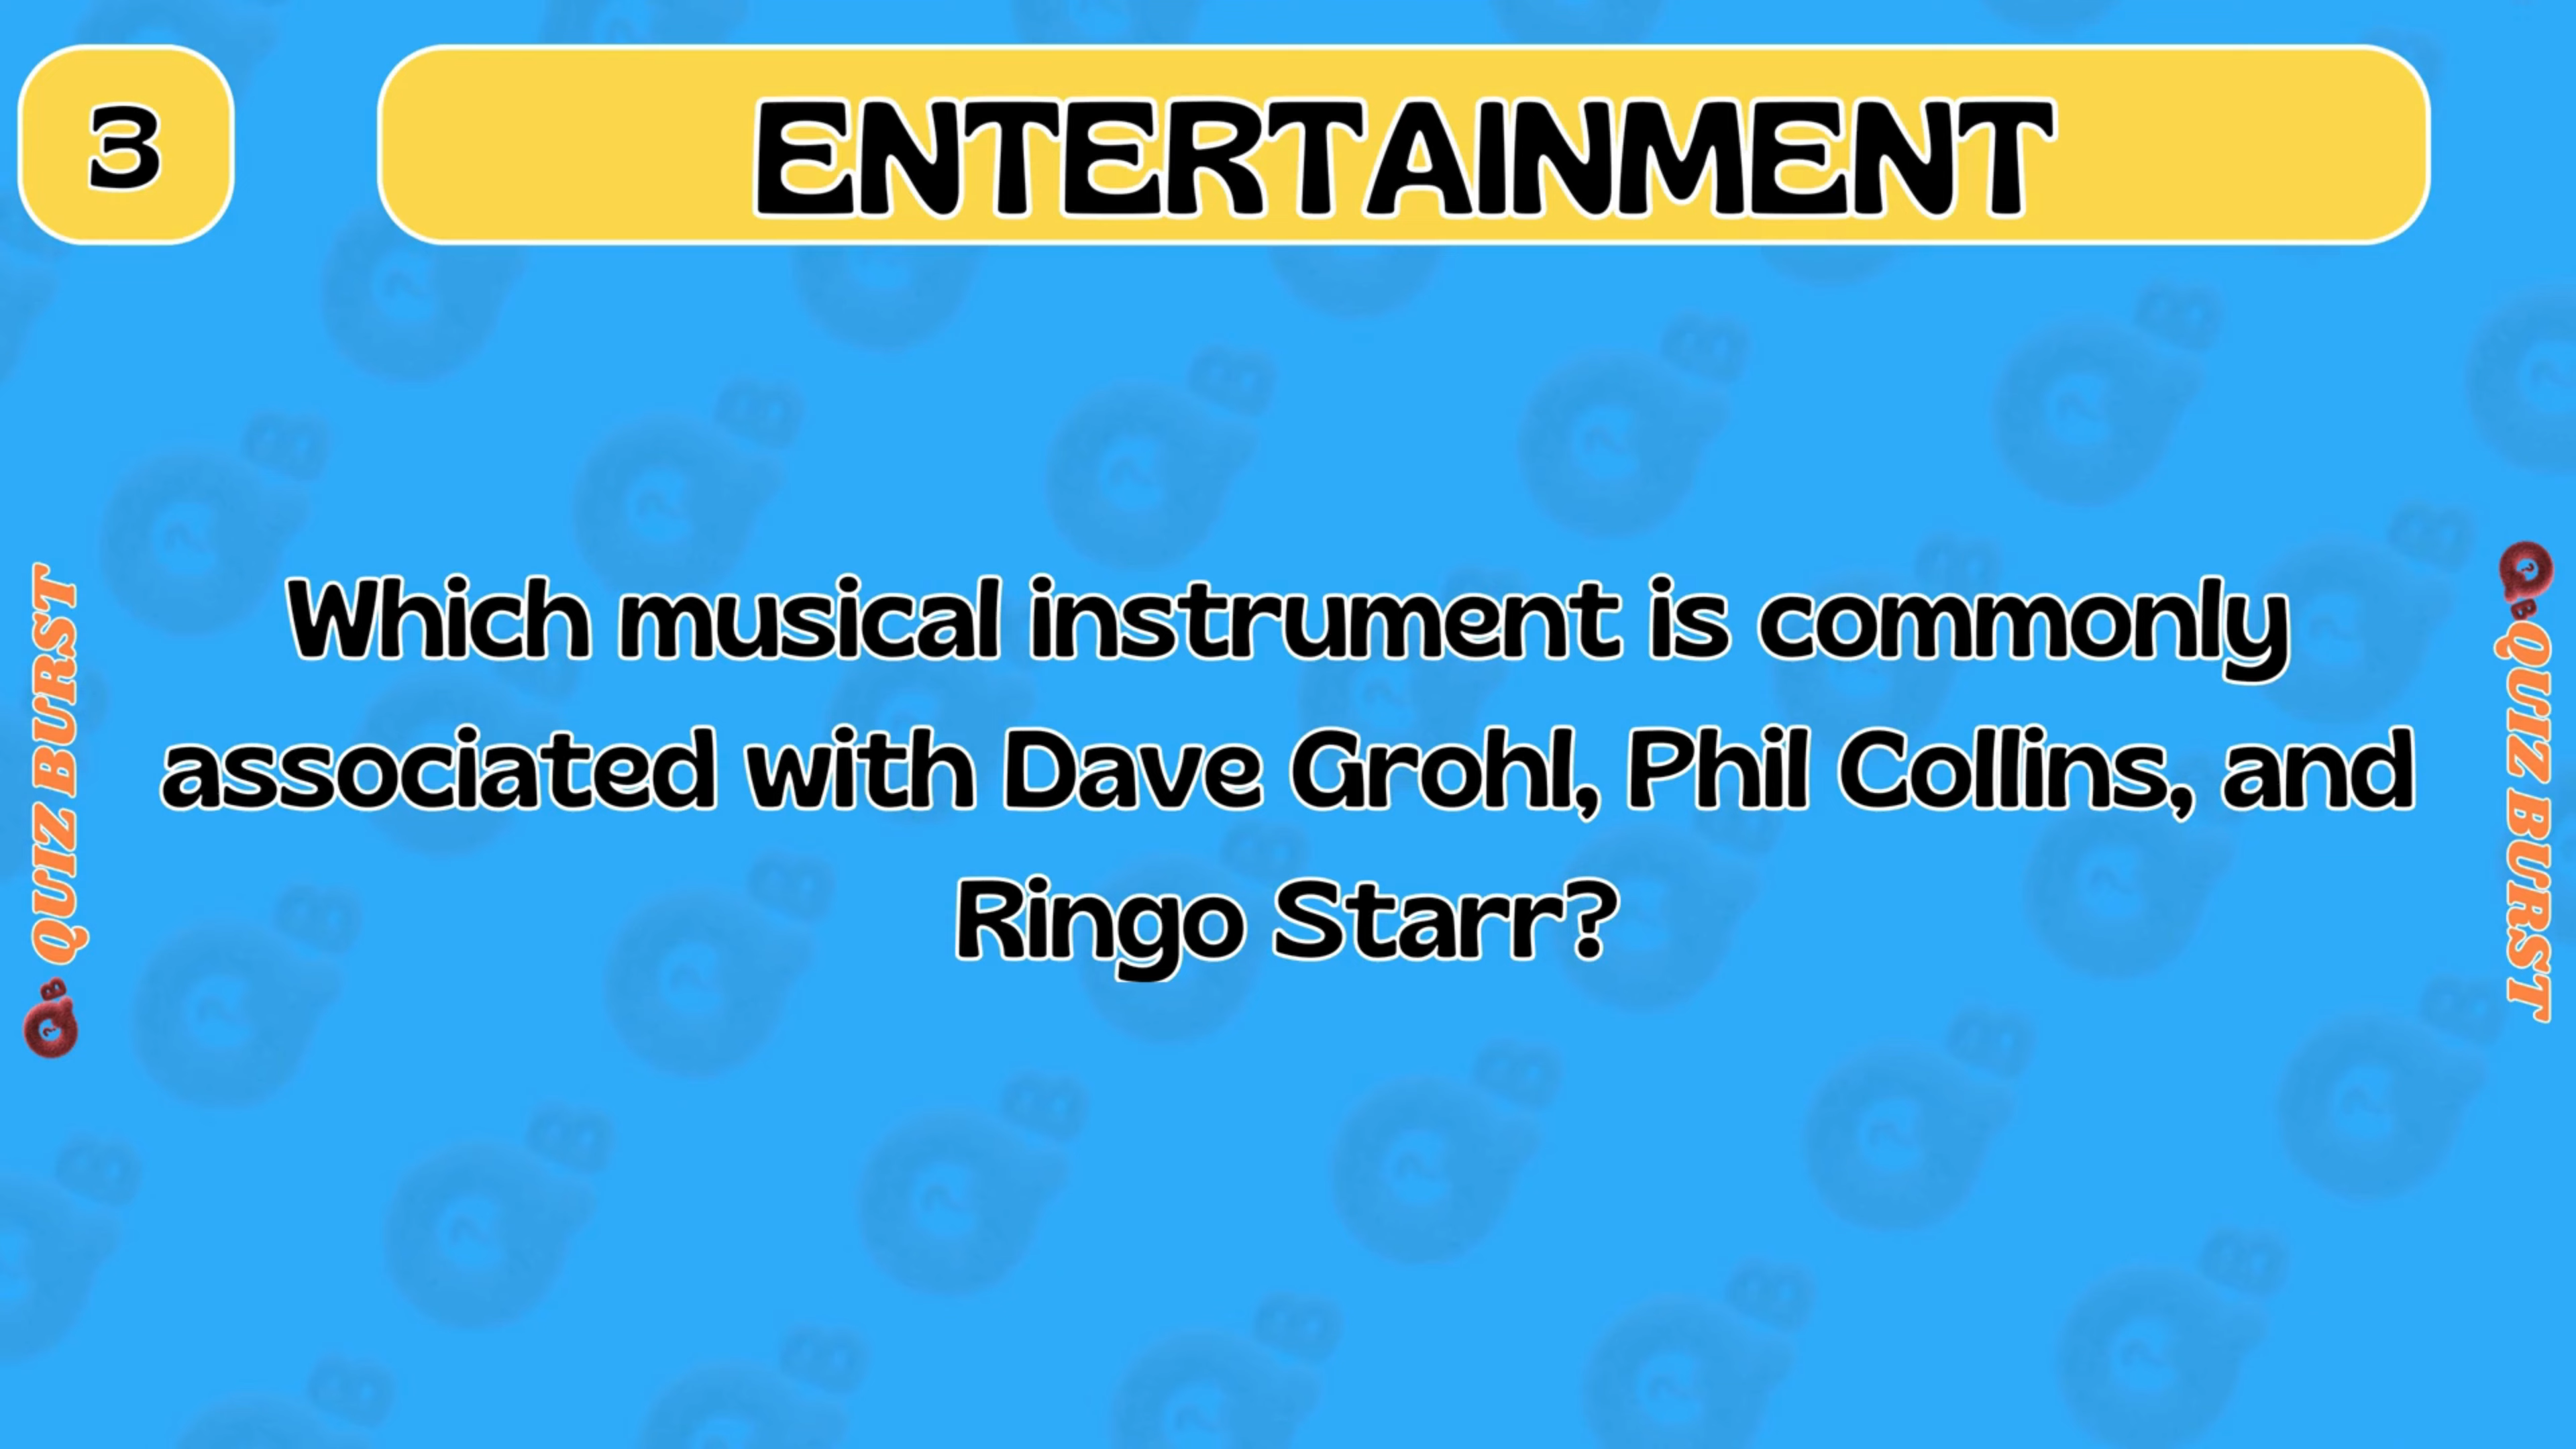 3
ENTERTAINMENT
Which musical instrument is commonly
associated with Dave Grohl, Phil Collins, and
Ringo Starr?
QUIZ BURST
QUIZ BURST